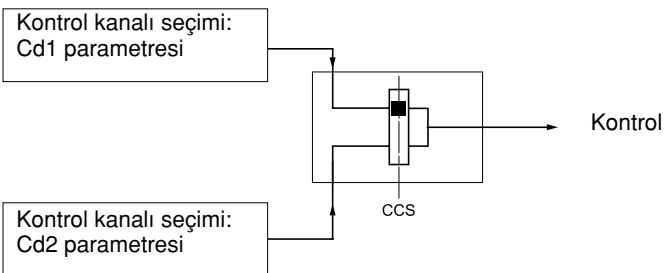 Kontrol kanalı seçimi:
Cd1 parametresi
Kontrol
CCS
Kontrol kanalı seçimi:
Cd2 parametresi